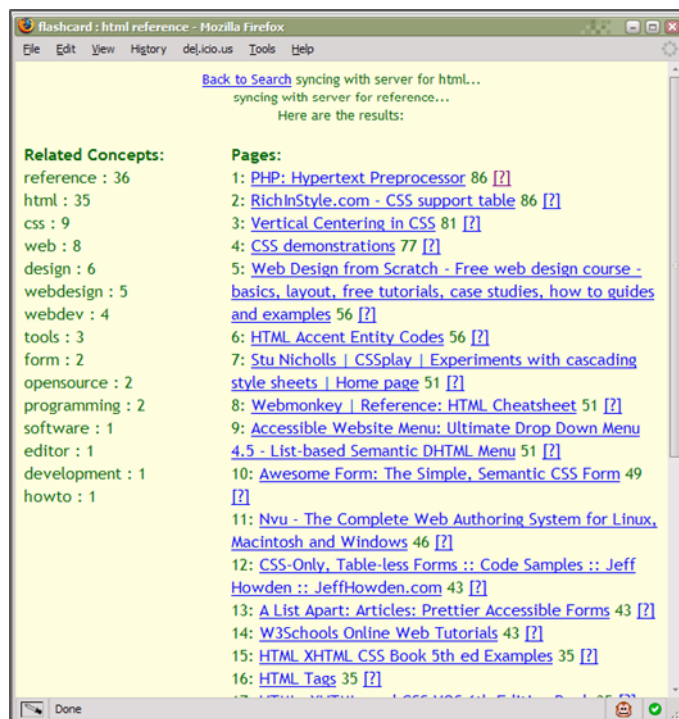 flashcard : html reference - Mozilla Firefox
File Edit View History del.icio.us Tools Help
Back to Search syncing with server for html...
syncing with server for reference...
Here are the results:
Related Concepts:
reference : 36
html : 35
css : 9
web : 8
design : 6
webdesign : 5
webdev : 4
tools : 3
form : 2
opensource : 2
programming : 2
software : 1
editor : 1
development : 1
howto : 1
Pages:
1: PHP: Hypertext Preprocessor 86 [?]
2: RichInStyle.com - CSS support table 86 [?]
3: Vertical Centering in CSS 81 [?]
4: CSS demonstrations 77 [?]
5: Web Design from Scratch - Free web design course -
basics, layout, free tutorials, case studies, how to guides
and examples 56 [?]
6: HTML Accent Entity Codes 56 [?]
7: Stu Nicholls | CSSplay | Experiments with cascading
style sheets | Home page 51 [?]
8: Webmonkey | Reference: HTML Cheatsheet 51 [?]
9: Accessible Website Menu: Ultimate Drop Down Menu
4.5 - List-based Semantic DHTML Menu 51 [?]
10: Awesome Form: The Simple, Semantic CSS Form 49
[?]
11: Nvu - The Complete Web Authoring System for Linux,
Macintosh and Windows 46 [?]
12: CSS-Only, Table-less Forms :: Code Samples :: Jeff
Howden :: JeffHowden.com 43 [?]
13: A List Apart: Articles: Prettier Accessible Forms 43 [?]
14: W3Schools Online Web Tutorials 43 [?]
15: HTML XHTML CSS Book 5th ed Examples 35 [?]
16: HTML Tags 35 [?]
Done